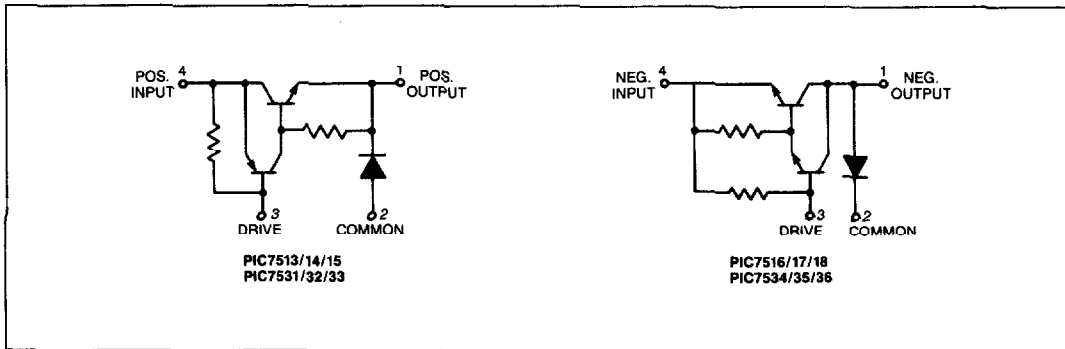 POS. INPUT
4
1
POS. OUTPUT
3
DRIVE
2
COMMON
PIC7513/14/15
PIC7531/32/33
NEG. INPUT
4
1
NEG. OUTPUT
3
DRIVE
2
COMMON
PIC7516/17/18
PIC7534/35/36